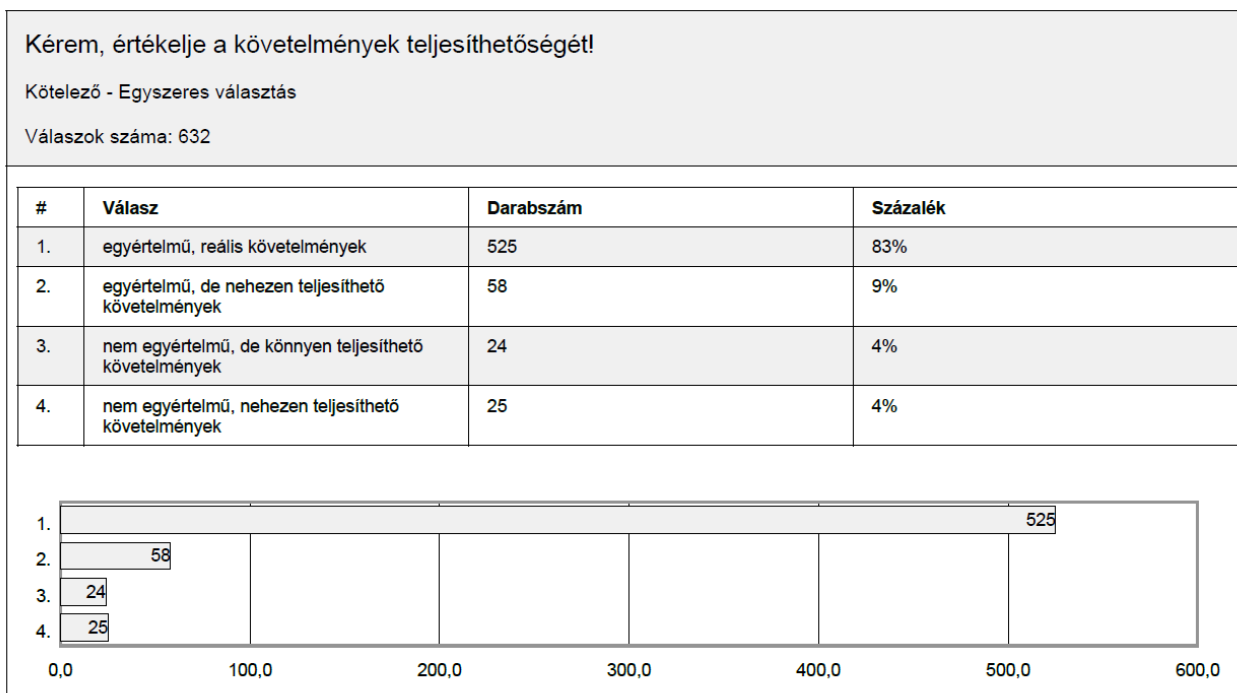 Kérem, értékelje a követelmények teljesíthetőségét!
Kötelező - Egyszeres választás
Válaszok száma: 632
# Válasz Darabszám Százalék
1. egyértelmű, reális követelmények 525 83%
2. egyértelmű, de nehezen teljesíthető 58 9%
követelmények
3. nem egyértelmű, de könnyen teljesíthető 24 4%
követelmények
4. nem egyértelmű, nehezen teljesíthető 25 4%
követelmények
1. 525
2. 58
3. 24
4. 25
0,0 100,0 200,0 300,0 400,0 500,0 600,0